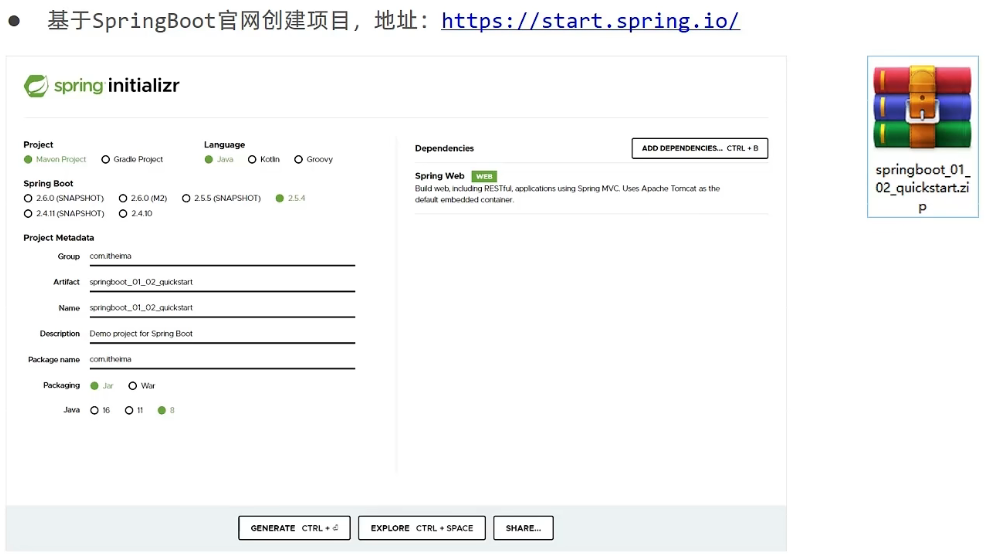 ● 基于SpringBoot官网创建项目，地址：https://start.spring.io/
spring initializr
Project
Maven Project Gradle Project
Language
Java Kotlin Groovy
Spring Boot
2.6.0 (SNAPSHOT) 2.6.0 (M2) 2.5.5 (SNAPSHOT) 2.5.4
2.4.11 (SNAPSHOT) 2.4.10
Project Metadata
Group com.itheima
Artifact springboot_01_02_quickstart
Name springboot_01_02_quickstart
Description Demo project for Spring Boot
Package name com.itheima
Packaging Jar War
Java 16 11 8
Dependencies
ADD DEPENDENCIES... CTRL + B
Spring Web WEB
Build web, including RESTful, applications using Spring MVC. Uses Apache Tomcat as the
default embedded container.
springboot_01_
02_quickstart.zi
p
GENERATE CTRL + ⏎
EXPLORE CTRL + SPACE
SHARE...